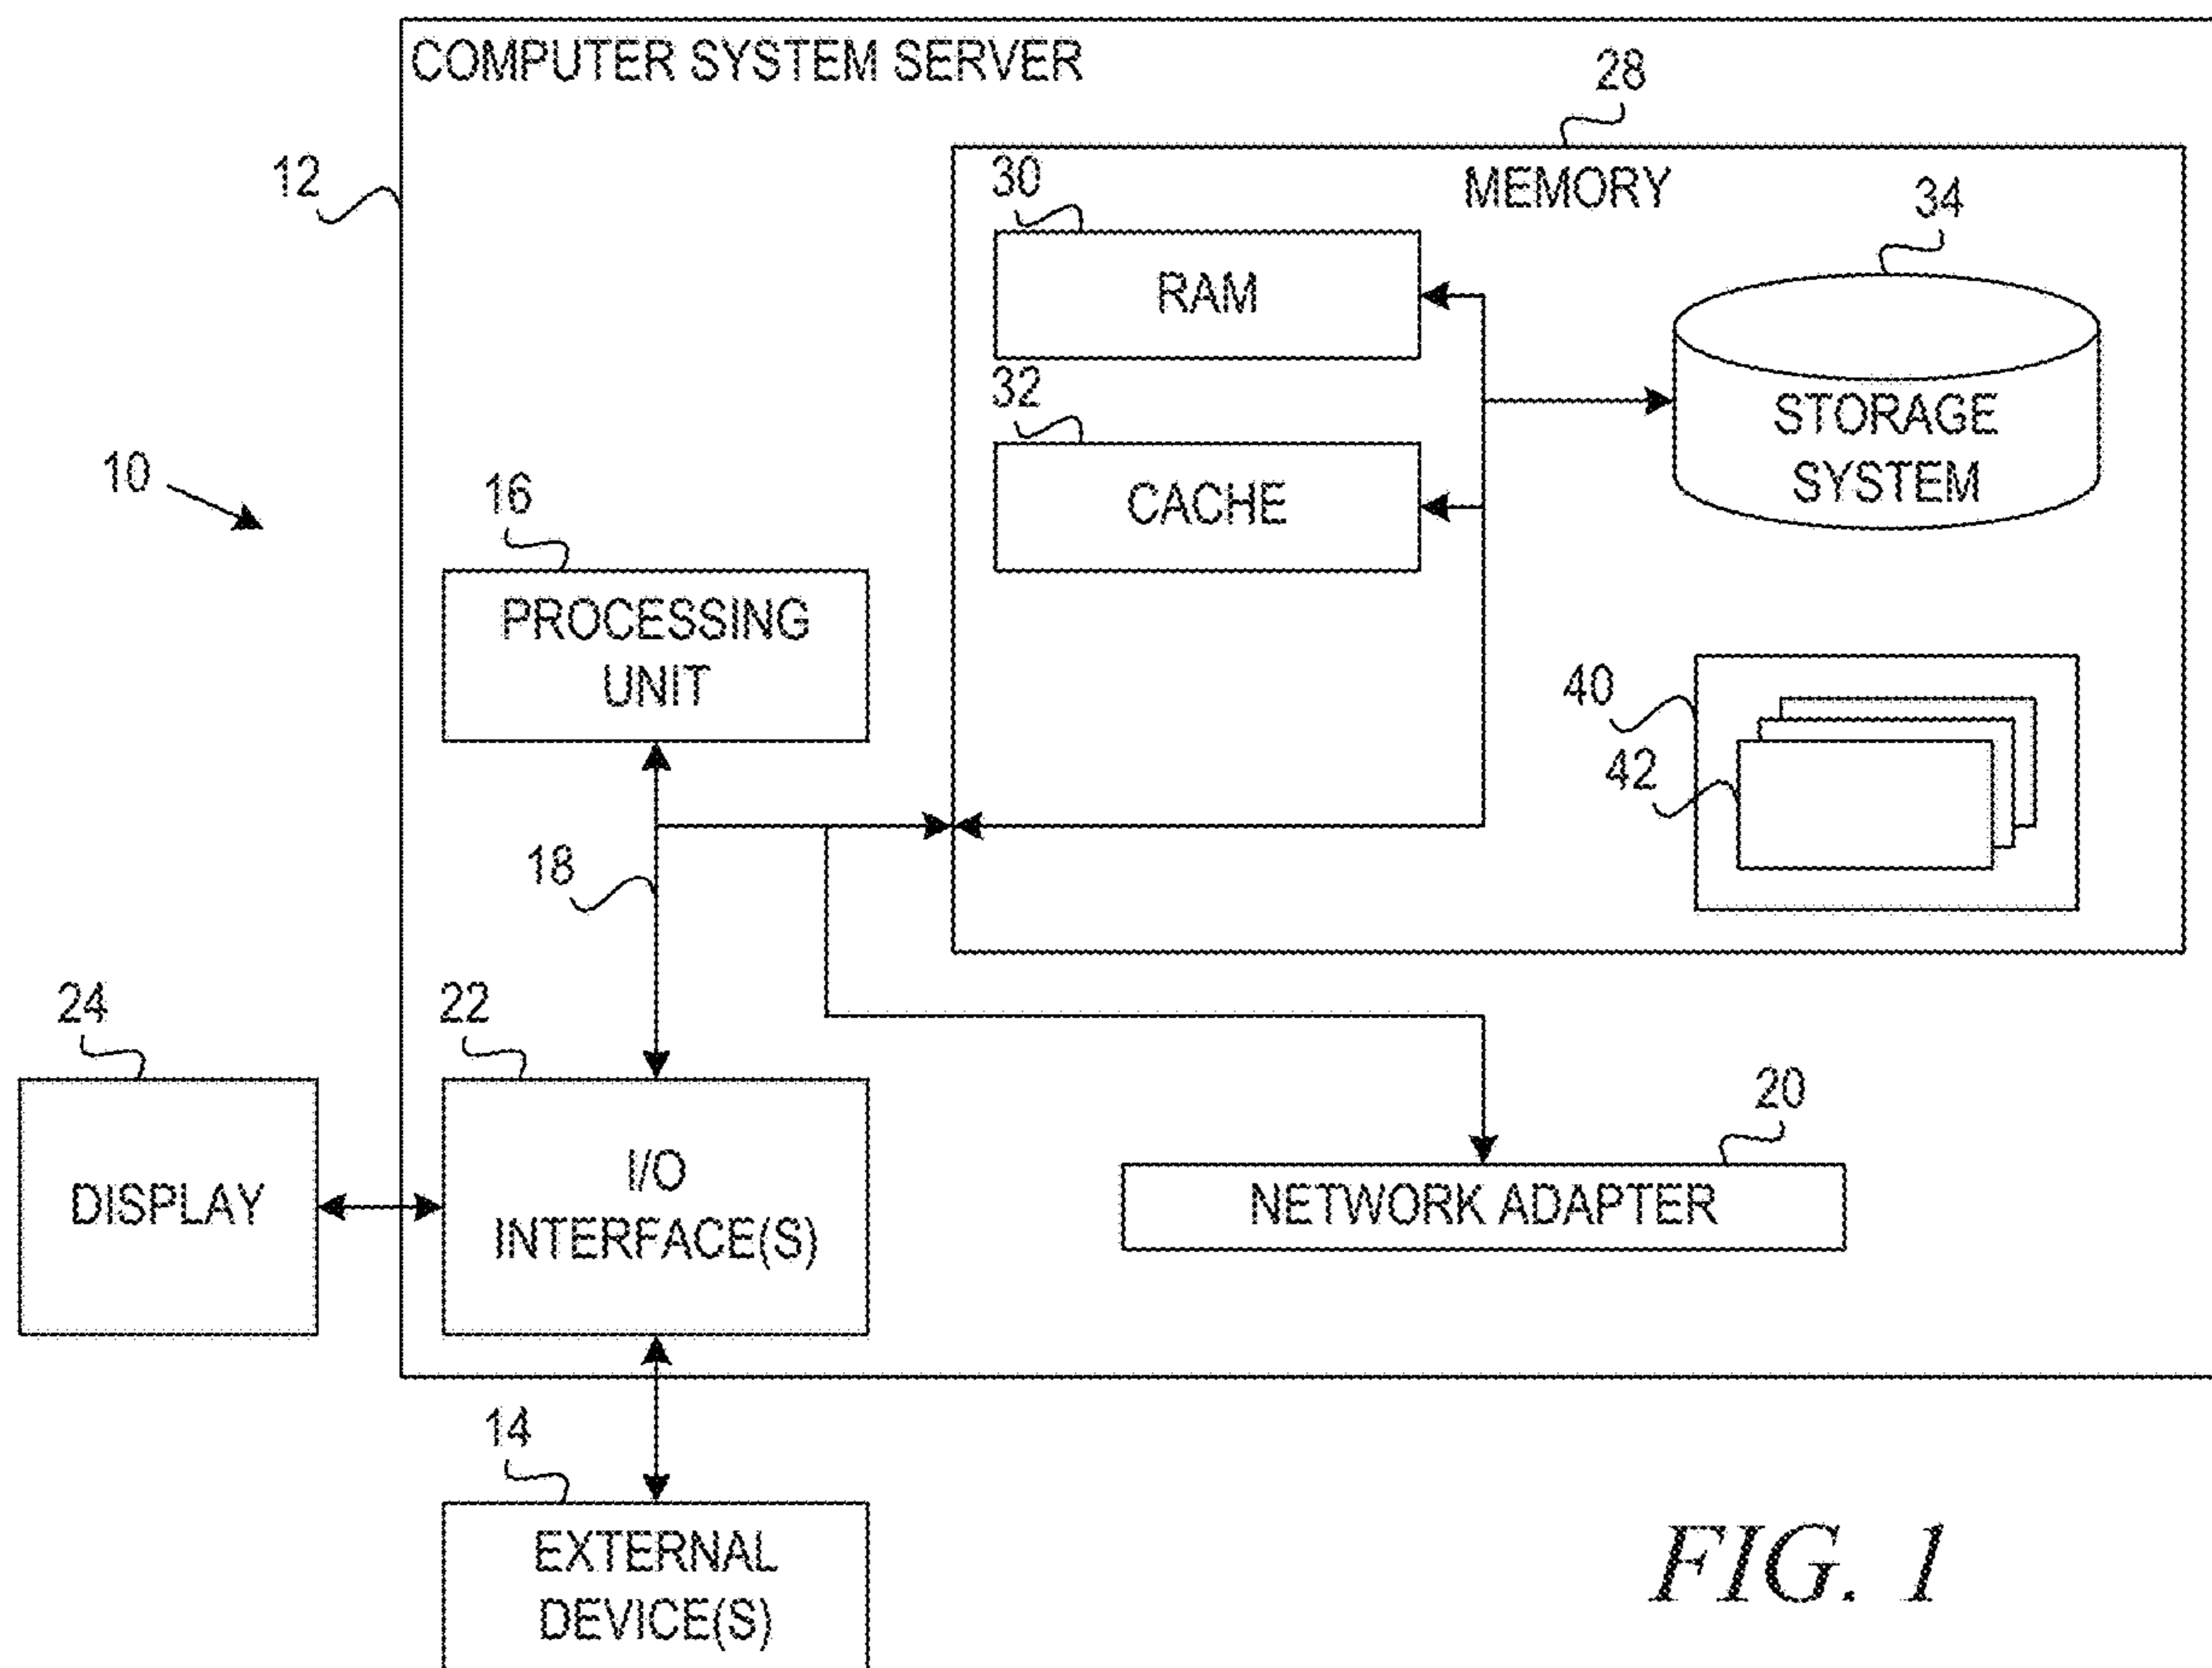 COMPUTER SYSTEM SERVER
28
12
30
MEMORY
34
RAM
32
STORAGE
SYSTEM
10
16
CACHE
PROCESSING
UNIT
40
42
18
24
22
20
DISPLAY
I/O
INTERFACE(S)
NETWORK ADAPTER
14
EXTERNAL
DEVICE(S)
FIG. 1